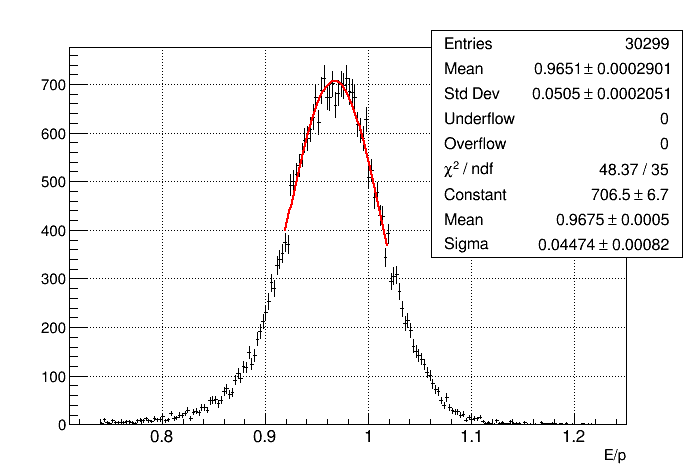 Entries 30299
Mean 0.9651 ± 0.0002901
Std Dev 0.0505 ± 0.0002051
Underflow 0
Overflow 0
χ² / ndf 48.37 / 35
Constant 706.5 ± 6.7
Mean 0.9675 ± 0.0005
Sigma 0.04474 ± 0.00082
700
600
500
400
300
200
100
0
0.8 0.9 1 1.1 1.2
E/p